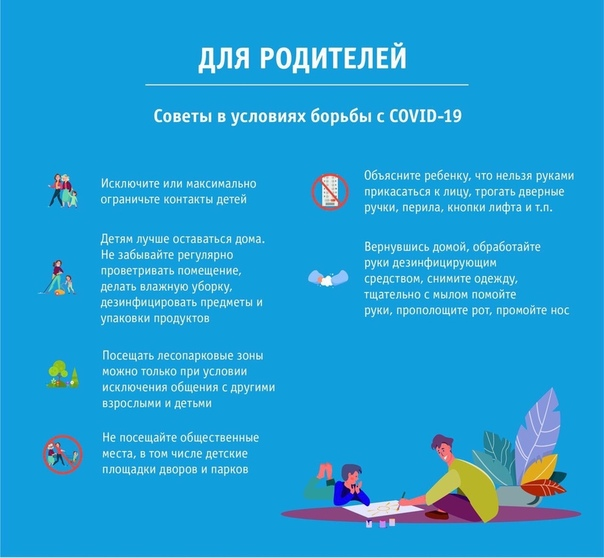 ДЛЯ РОДИТЕЛЕЙ
Советы в условиях борьбы с COVID-19
Исключите или максимально
ограничьте контакты детей
Детям лучше оставаться дома.
Не забывайте регулярно
проветривать помещение,
делать влажную уборку,
дезинфицировать предметы и
упаковки продуктов
Посещать лесопарковые зоны
можно только при условии
исключения общения с другими
взрослыми и детьми
Не посещайте общественные
места, в том числе детские
площадки дворов и парков
Объясните ребенку, что нельзя руками
прикасаться к лицу, трогать дверные
ручки, перила, кнопки лифта и т.п.
Вернувшись домой, обработайте
руки дезинфицирующим
средством, снимите одежду,
тщательно с мылом помойте
руки, прополощите рот, промойте нос